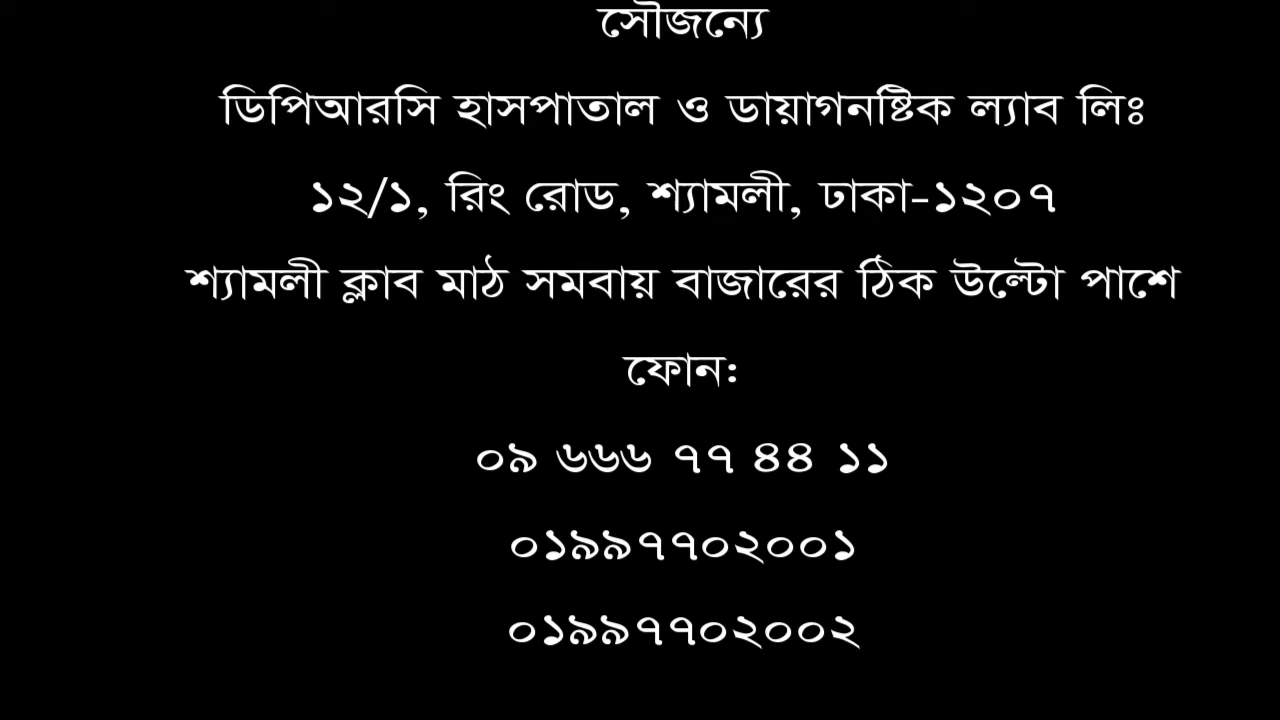 সৌজন্যে
ডিপিআরসি হাসপাতাল ও ডায়াগনষ্টিক ল্যাব লিঃ
১২/১, রিং রোড, শ্যামলী, ঢাকা-১২০৭
শ্যামলী ক্লাব মাঠ সমবায় বাজারের ঠিক উল্টো পাশে
ফোন:
০৯ ৬৬৬ ৭৭ ৪৪ ১১
০১৯৯৭৭০২০০১
০১৯৯৭৭০২০০২